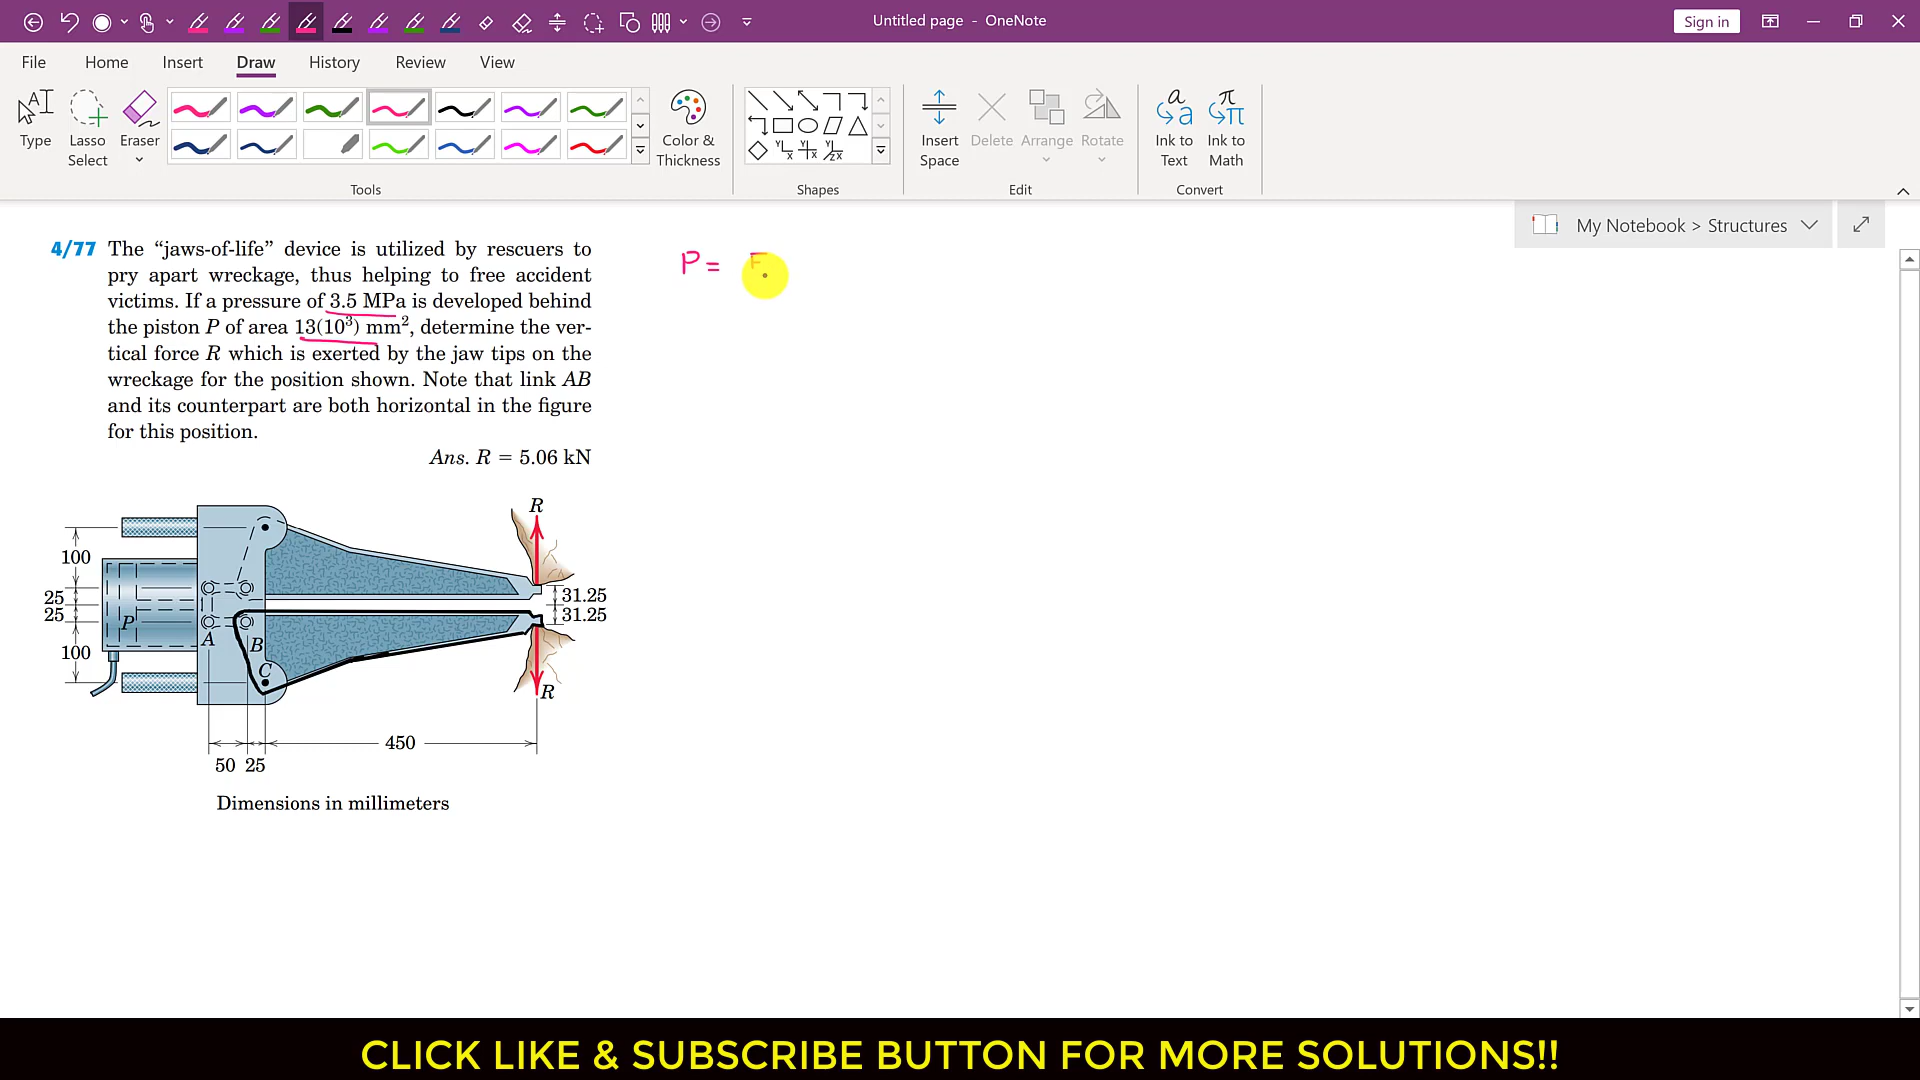 Untitled page - OneNote
Sign in
File Home Insert Draw History Review View
Type
Lasso
Select
Eraser
Color &
Thickness
Insert
Space
Delete
Arrange
Rotate
Ink to
Text
Ink to
Math
Tools
Shapes
Edit
Convert
My Notebook > Structures
4/77 The “jaws-of-life” device is utilized by rescuers to
pry apart wreckage, thus helping to free accident
victims. If a pressure of 3.5 MPa is developed behind
the piston P of area 13(10³) mm², determine the ver-
tical force R which is exerted by the jaw tips on the
wreckage for the position shown. Note that link AB
and its counterpart are both horizontal in the figure
for this position.
Ans. R = 5.06 kN
P = F
R
100
25
25
100
P
A
B
C
31.25
31.25
R
450
50 25
Dimensions in millimeters
CLICK LIKE & SUBSCRIBE BUTTON FOR MORE SOLUTIONS!!